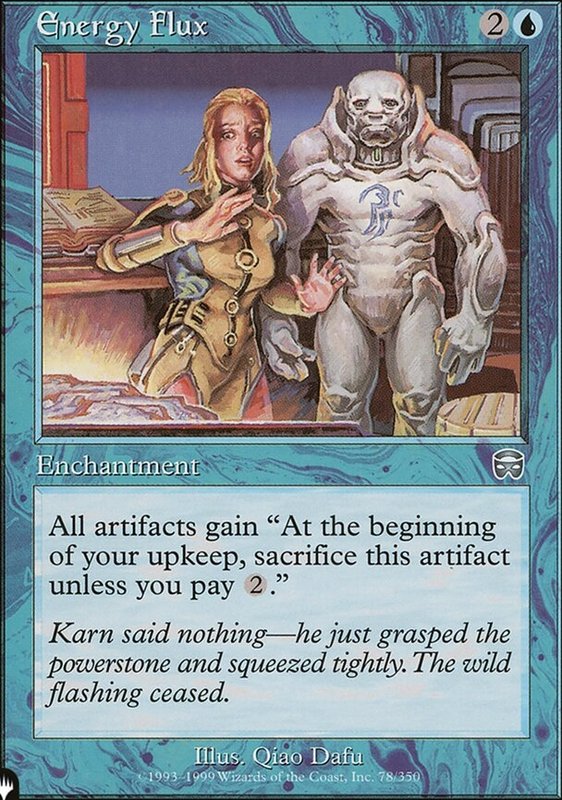 Energy Flux 2
Enchantment
All artifacts gain “At the beginning
of your upkeep, sacrifice this artifact
unless you pay 2.”
Karn said nothing—he just grasped the
powerstone and squeezed tightly. The wild
flashing ceased.
Illus. Qiao Dafu
©1993–1999 Wizards of the Coast, Inc. 78/350